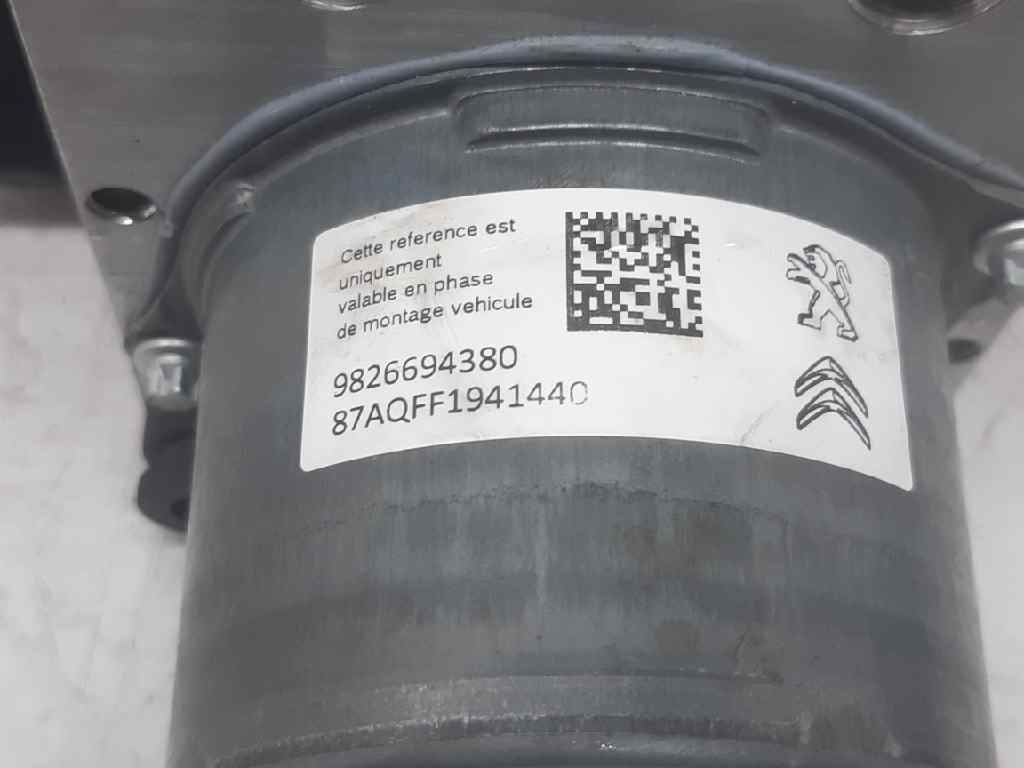 Cette reference est
uniquement
valable en phase
de montage vehicule
9826694380
87AQFF1941440